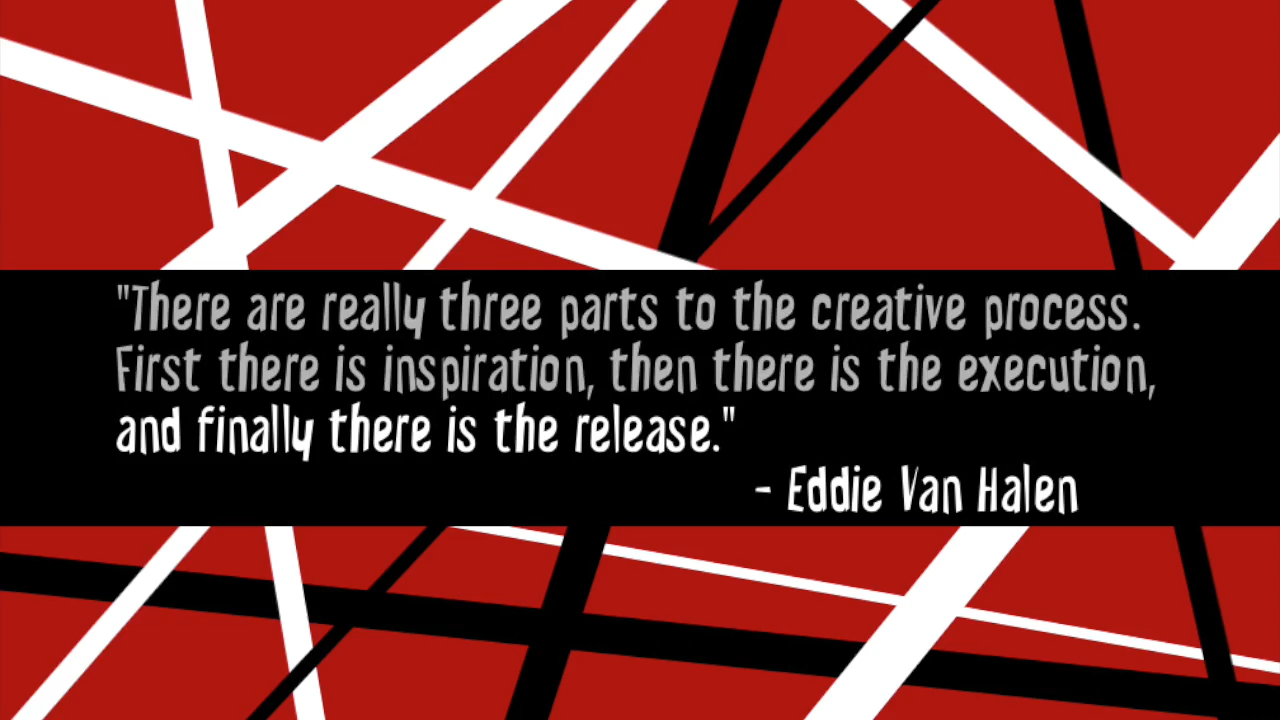 "There are really three parts to the creative process.
First there is inspiration, then there is the execution,
and finally there is the release."
- Eddie Van Halen